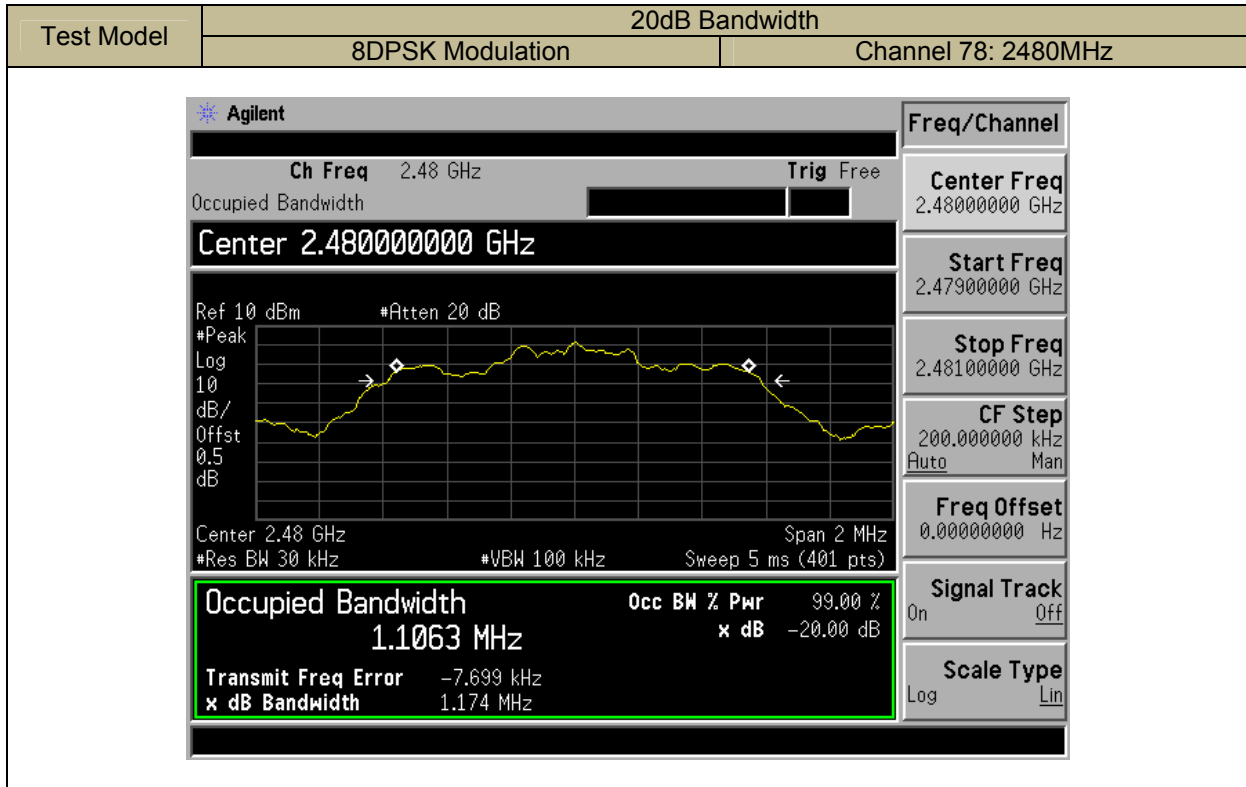 Test Model
20dB Bandwidth
8DPSK Modulation
Channel 78: 2480MHz
Agilent
Freq/Channel
Ch Freq 2.48 GHz Trig Free
Occupied Bandwidth
Center 2.480000000 GHz
Ref 10 dBm #Atten 20 dB
#Peak
Log
10
dB/
Offst
0.5
dB
Center 2.48 GHz Span 2 MHz
#Res BW 30 kHz #VBW 100 kHz Sweep 5 ms (401 pts)
Occupied Bandwidth Occ BW % Pwr 99.00 %
1.1063 MHz x dB -20.00 dB
Transmit Freq Error -7.699 kHz
x dB Bandwidth 1.174 MHz
Center Freq
2.48000000 GHz
Start Freq
2.47900000 GHz
Stop Freq
2.48100000 GHz
CF Step
200.000000 kHz
Auto Man
Freq Offset
0.00000000 Hz
Signal Track
On Off
Scale Type
Log Lin